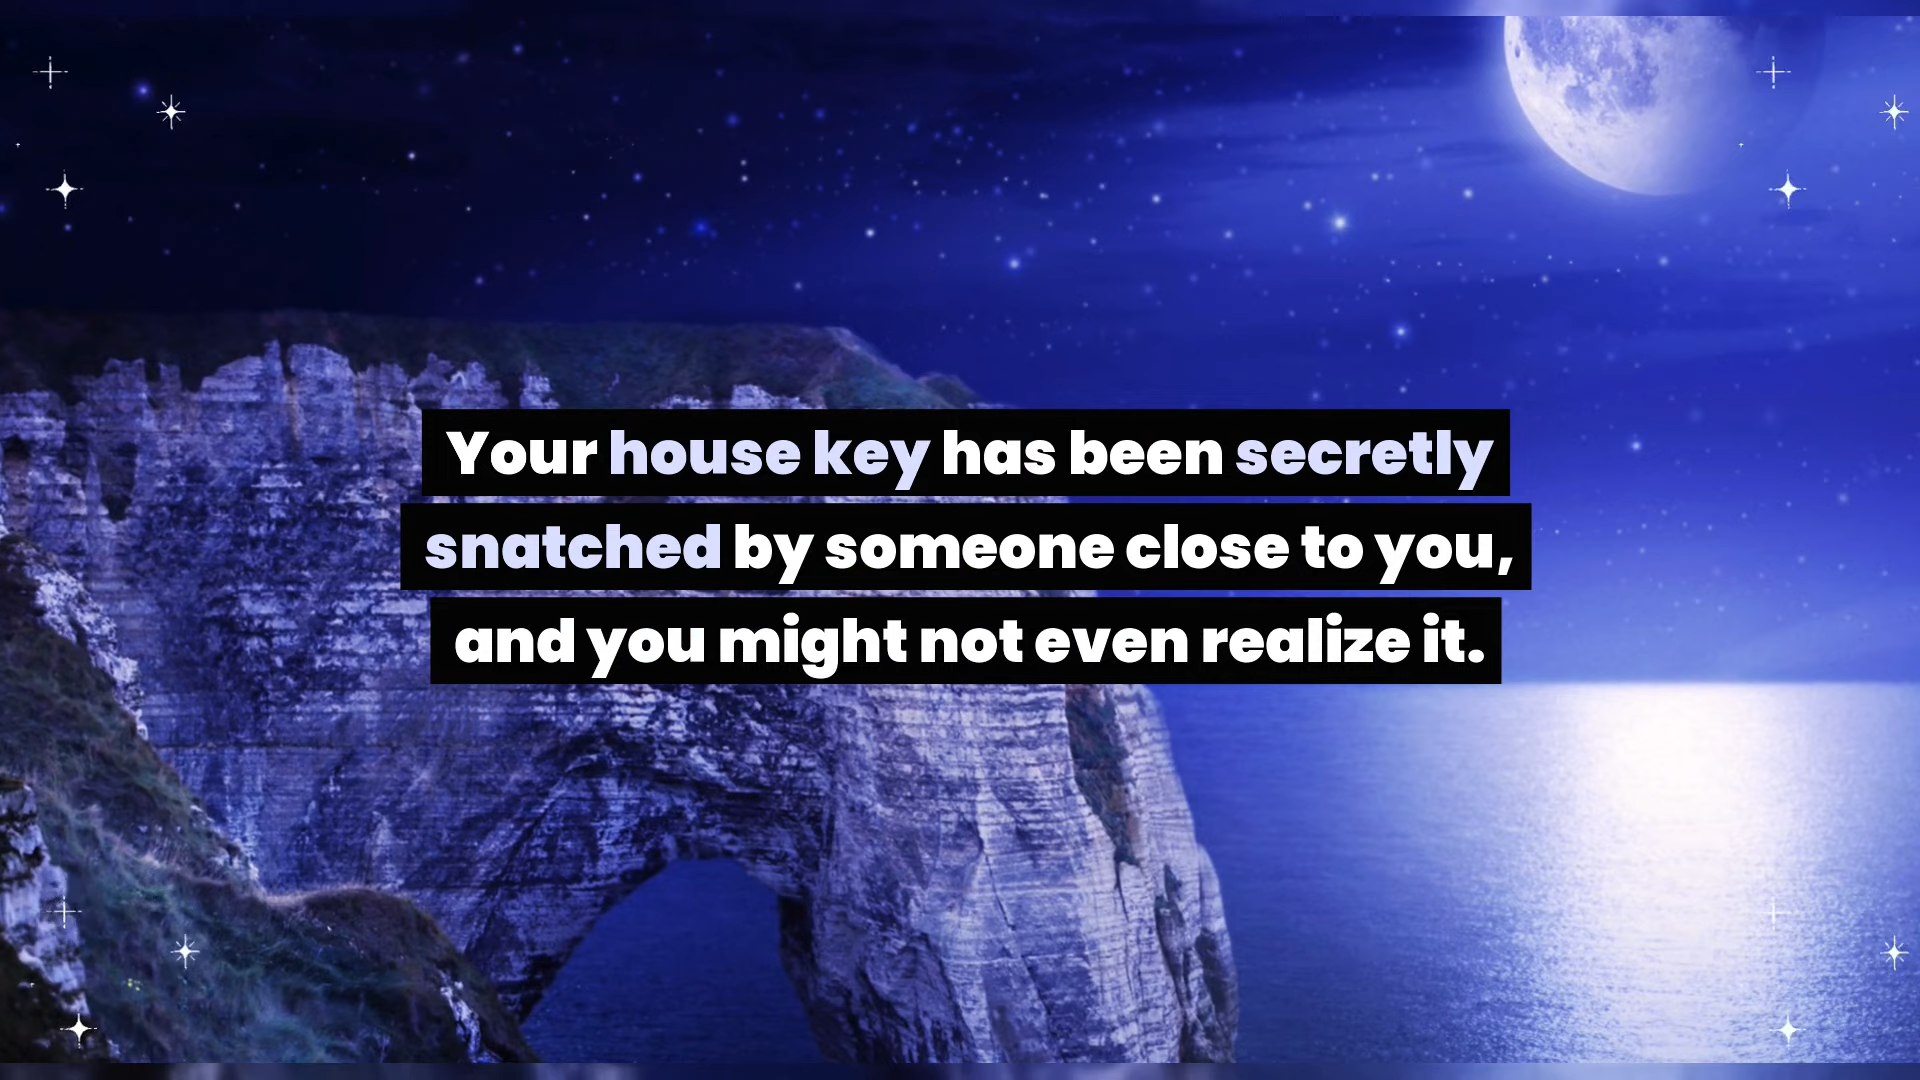 Your house key has been secretly
snatched by someone close to you,
and you might not even realize it.